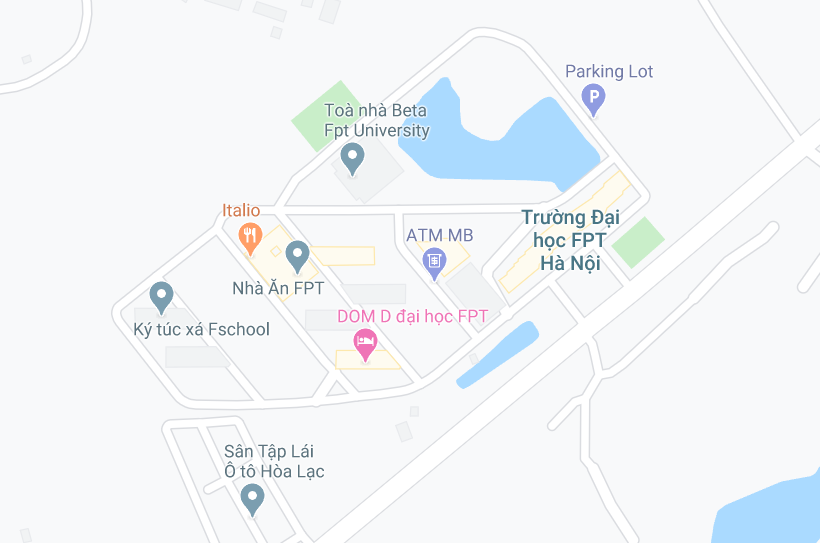 Parking Lot
P
Toà nhà Beta
Fpt University
Italio
Trường Đại
học FPT
Hà Nội
ATM MB
Nhà Ăn FPT
DOM D đại học FPT
Ký túc xá Fschool
Sân Tập Lái
Ô tô Hòa Lạc